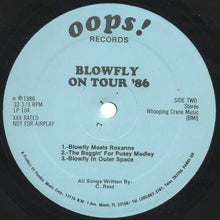 oops!
RECORDS
BLOWFLY
ON TOUR '86
℗1986
33 1/3 RPM
LP 104
XXX RATED
NOT FOR AIRPLAY
SIDE TWO
Stereo
Whooping Crane Music
(BMI)
1.-Blowfly Meets Roxanne
2.-The Beggin' For Pussy Medley
3.-Blowfly In Outer Space
All Songs Written By:
C. Reid